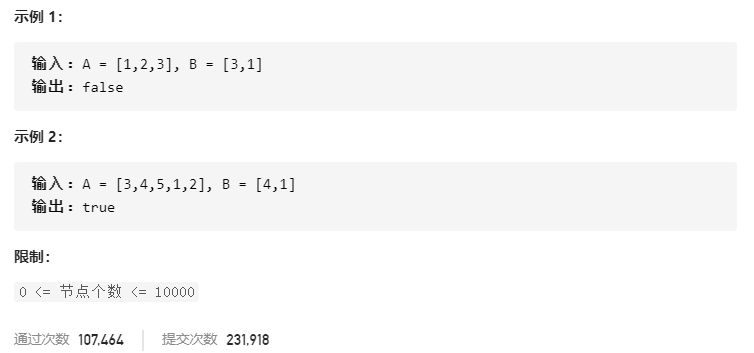 示例 1：
输入：A = [1,2,3], B = [3,1]
输出：false
示例 2：
输入：A = [3,4,5,1,2], B = [4,1]
输出：true
限制：
0 <= 节点个数 <= 10000
通过次数 107,464 提交次数 231,918